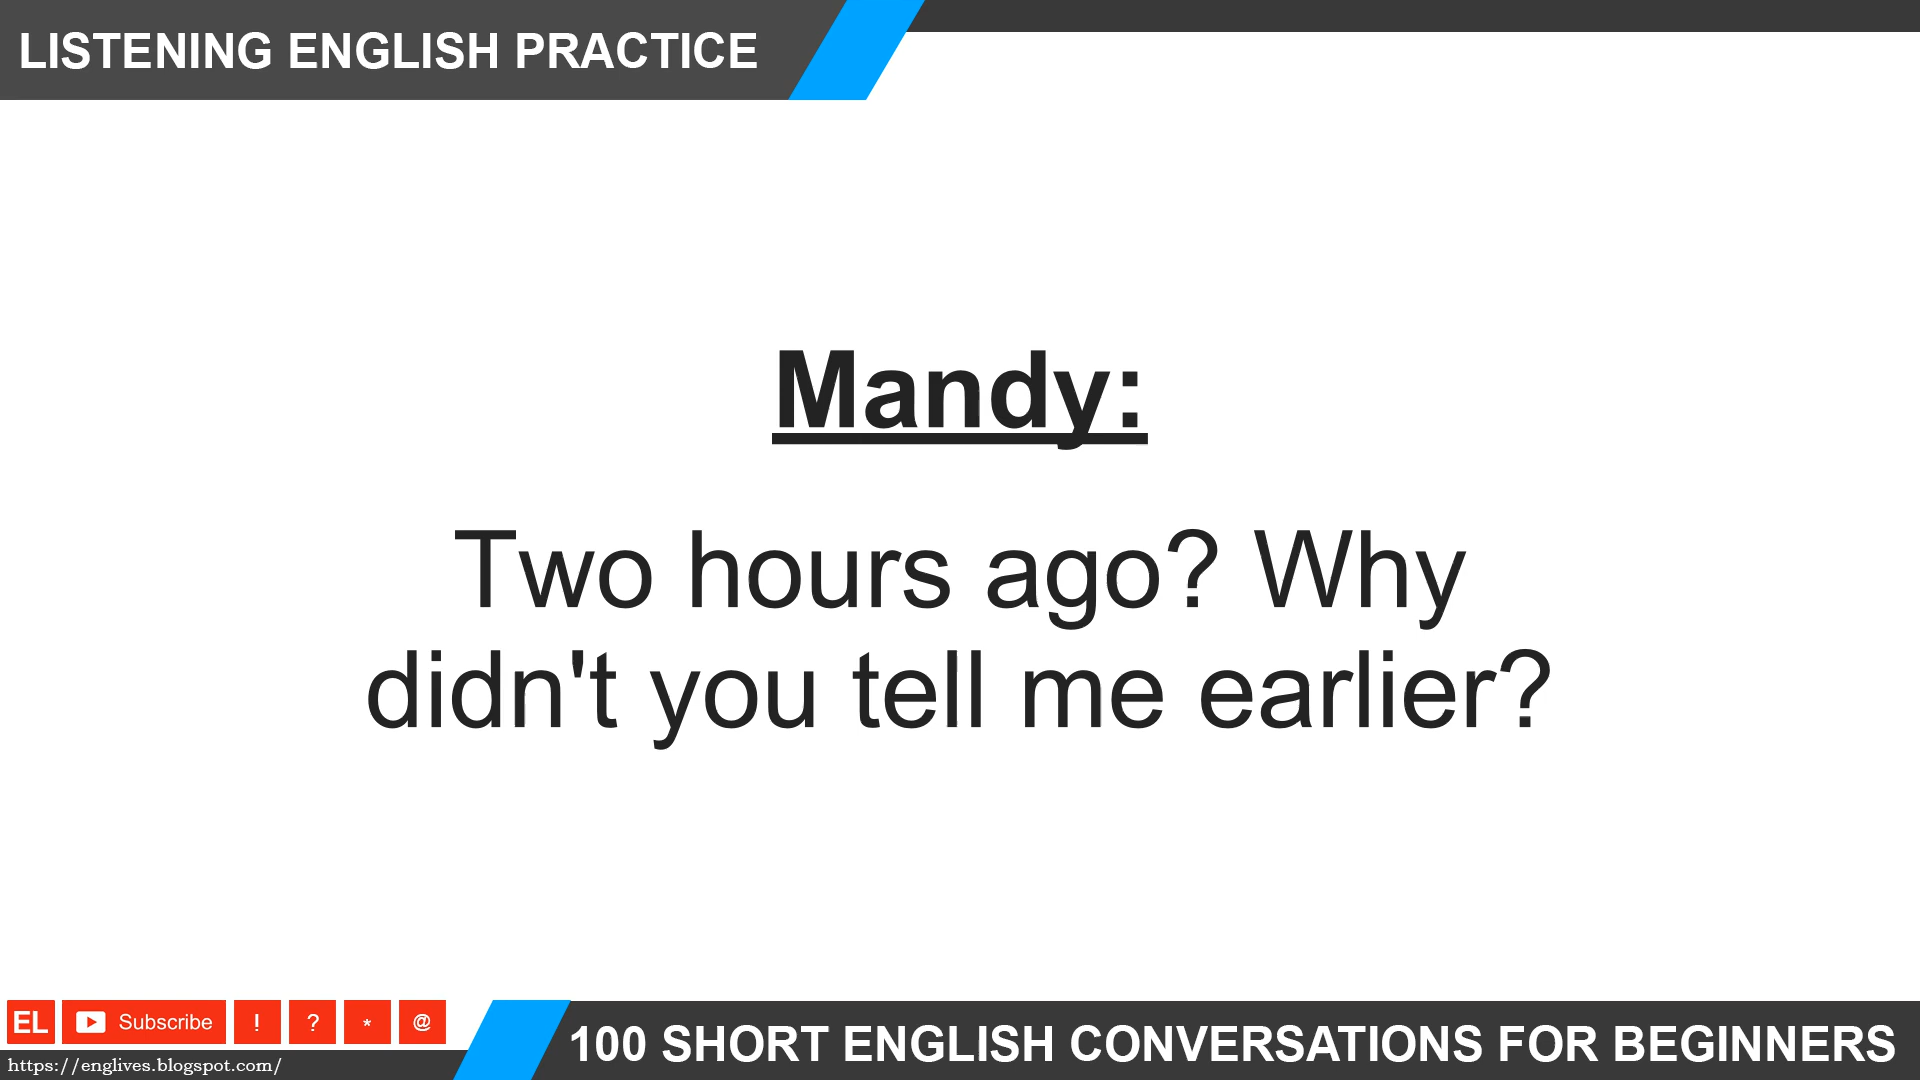 LISTENING ENGLISH PRACTICE
Mandy:
Two hours ago? Why
didn't you tell me earlier?
EL Subscribe ! ? * @
https://englives.blogspot.com/
100 SHORT ENGLISH CONVERSATIONS FOR BEGINNERS